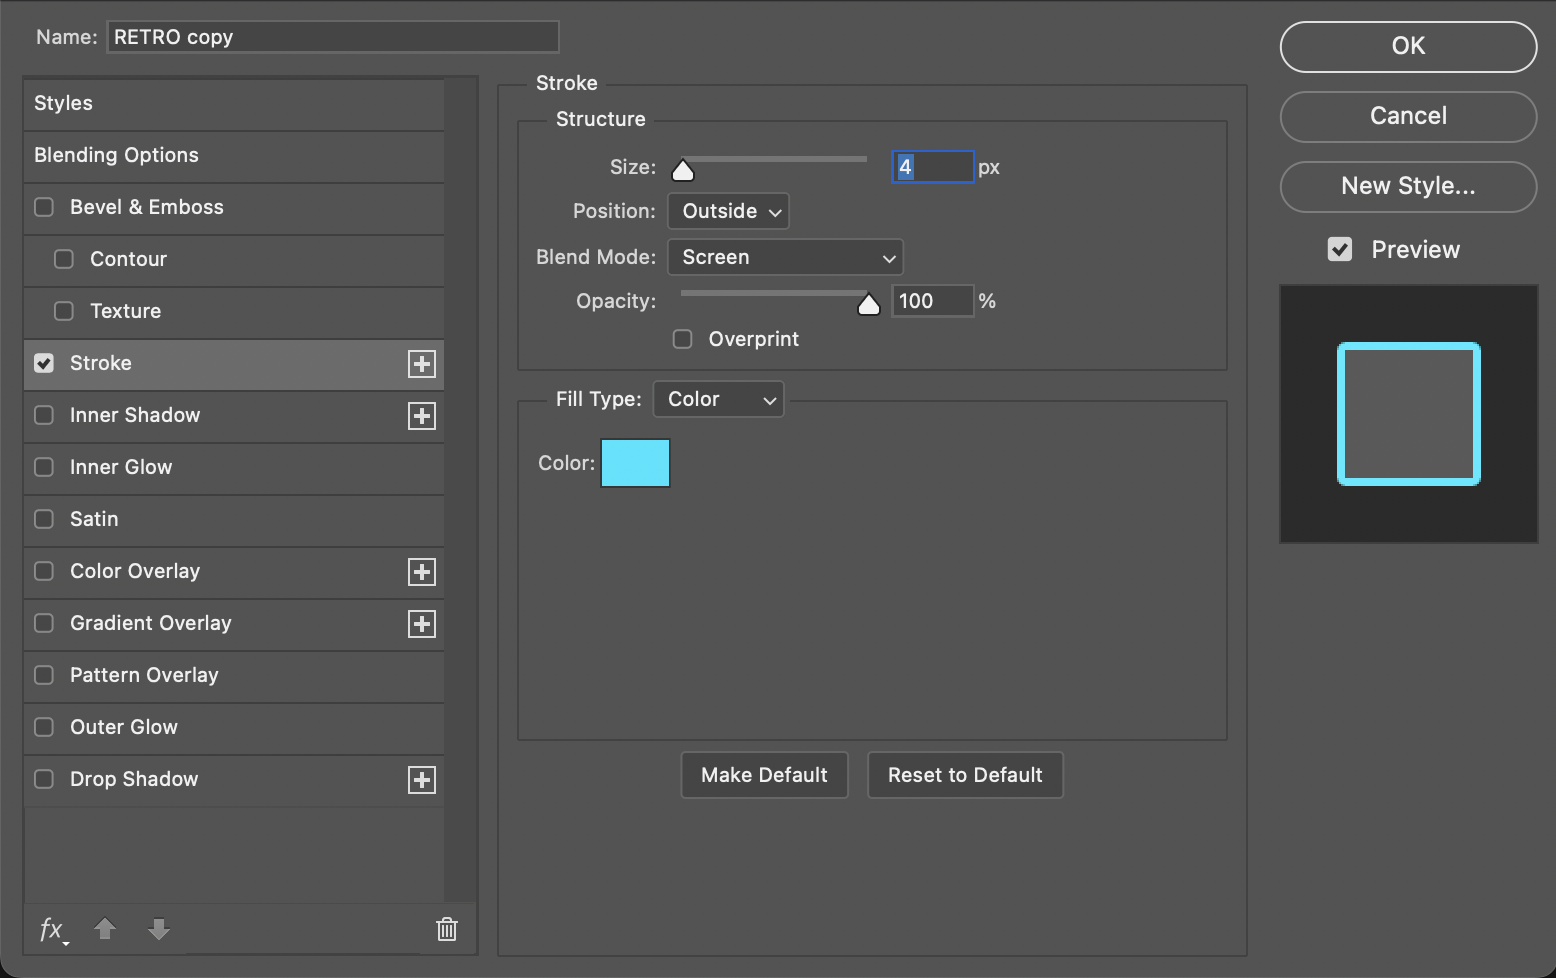 Name: RETRO copy
Styles
Blending Options
Bevel & Emboss
Contour
Texture
Stroke
Inner Shadow
Inner Glow
Satin
Color Overlay
Gradient Overlay
Pattern Overlay
Outer Glow
Drop Shadow
fx
Stroke
Structure
Size: 4 px
Position: Outside
Blend Mode: Screen
Opacity: 100 %
Overprint
Fill Type: Color
Color:
Make Default
Reset to Default
OK
Cancel
New Style...
Preview